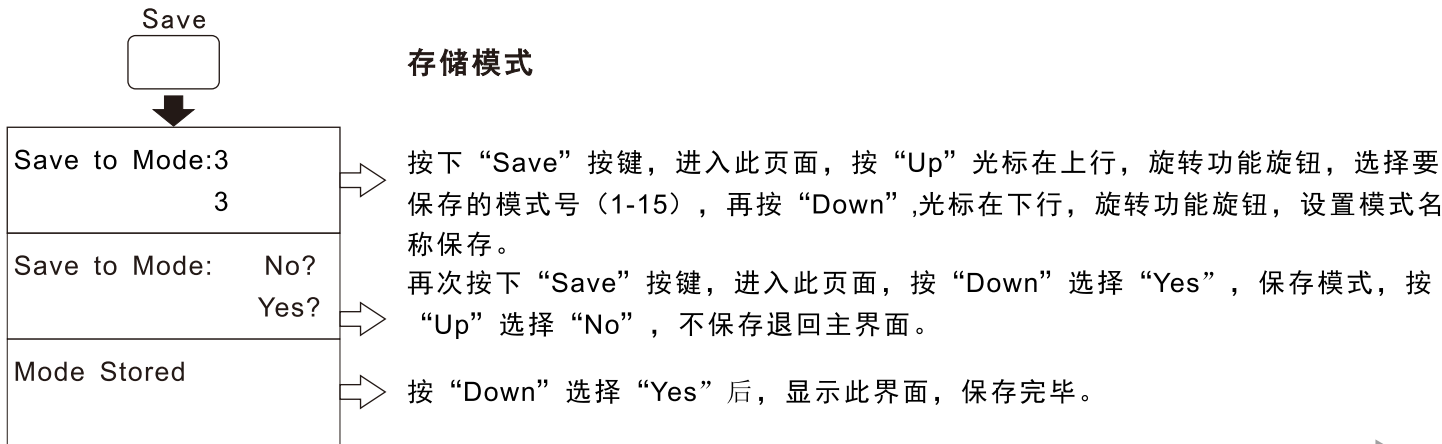 Save
存储模式
Save to Mode:3
3
按下“Save”按键，进入此页面，按“Up”光标在上行，旋转功能旋钮，选择要
保存的模式号（1-15），再按“Down”,光标在下行，旋转功能旋钮，设置模式名
称保存。
Save to Mode: No?
Yes?
再次按下“Save”按键，进入此页面，按“Down”选择“Yes”，保存模式，按
“Up”选择“No”，不保存退回主界面。
Mode Stored
按“Down”选择“Yes”后，显示此界面，保存完毕。